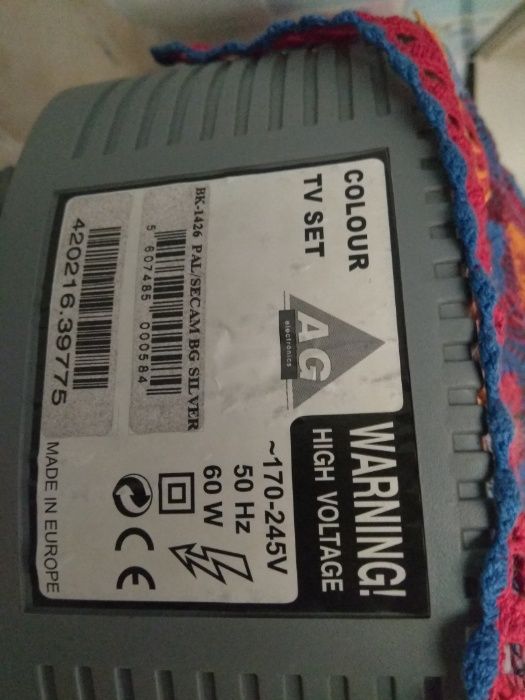 COLOUR
TV SET
AG
electronics
WARNING!
HIGH VOLTAGE
BK-1426 PAL/SECAM BG SILVER
5 607485 000584
420216.39775
~170-245V
50 Hz
60 W
CE
MADE IN EUROPE